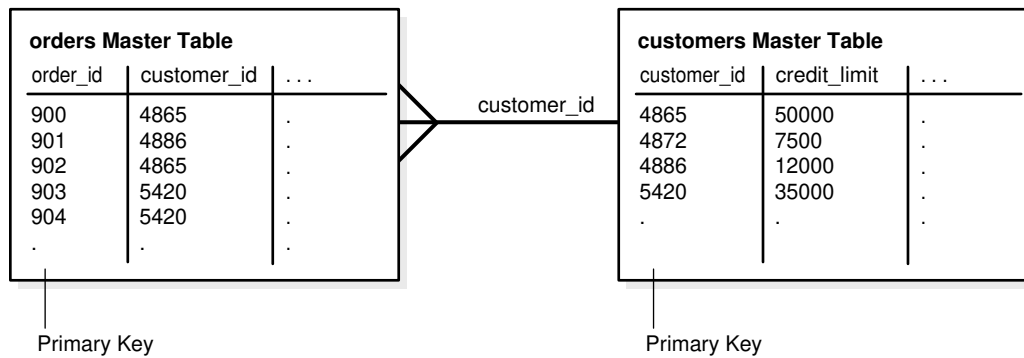 orders Master Table
order_id customer_id ...
900 4865 .
901 4886 .
902 4865 .
903 5420 .
904 5420 .
. . .
Primary Key
customer_id
customers Master Table
customer_id credit_limit ...
4865 50000 .
4872 7500 .
4886 12000 .
5420 35000 .
. . .
Primary Key